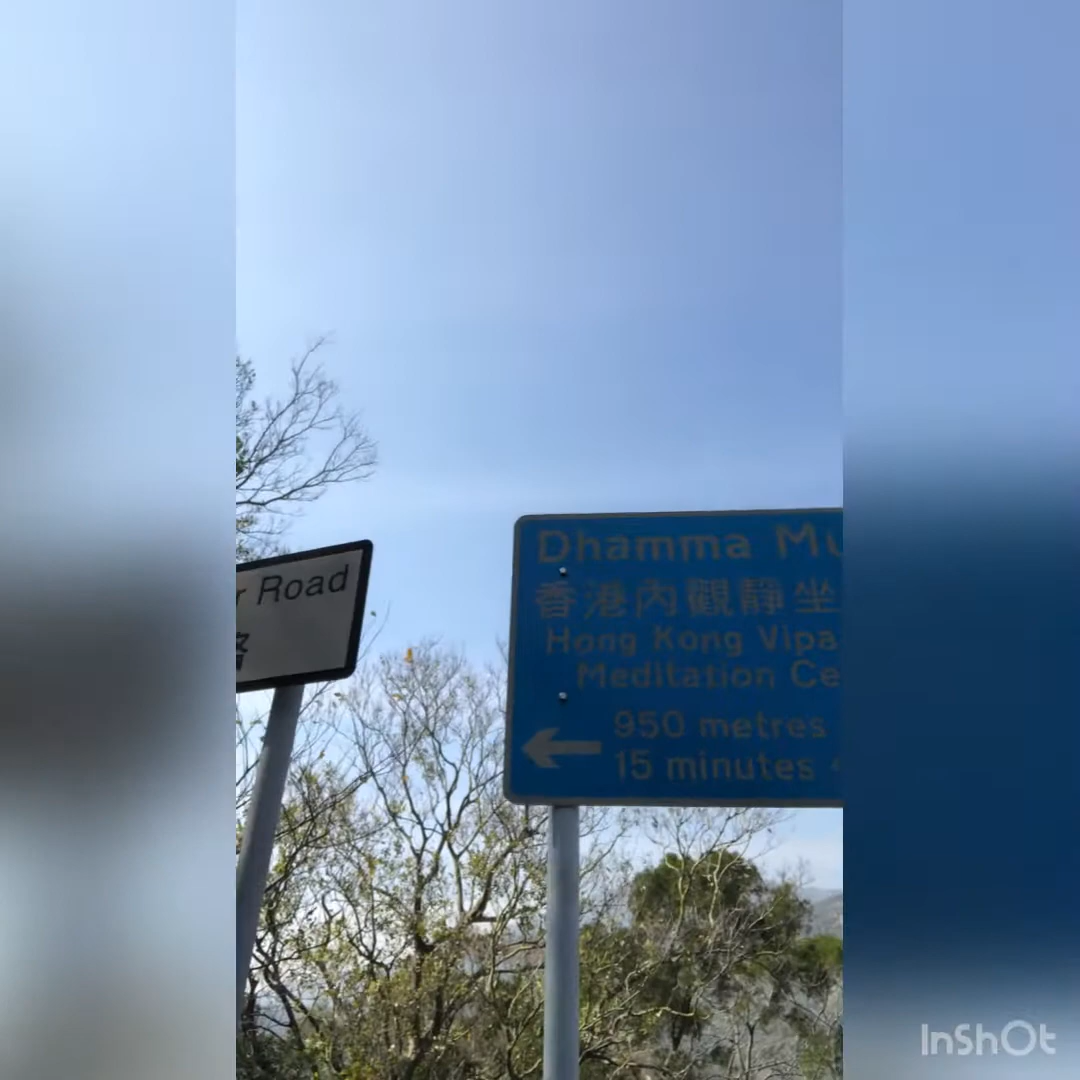 r Road
路
Dhamma Mu
香港內觀靜坐
Hong Kong Vipa
Meditation Ce
950 metres
15 minutes
InShOt